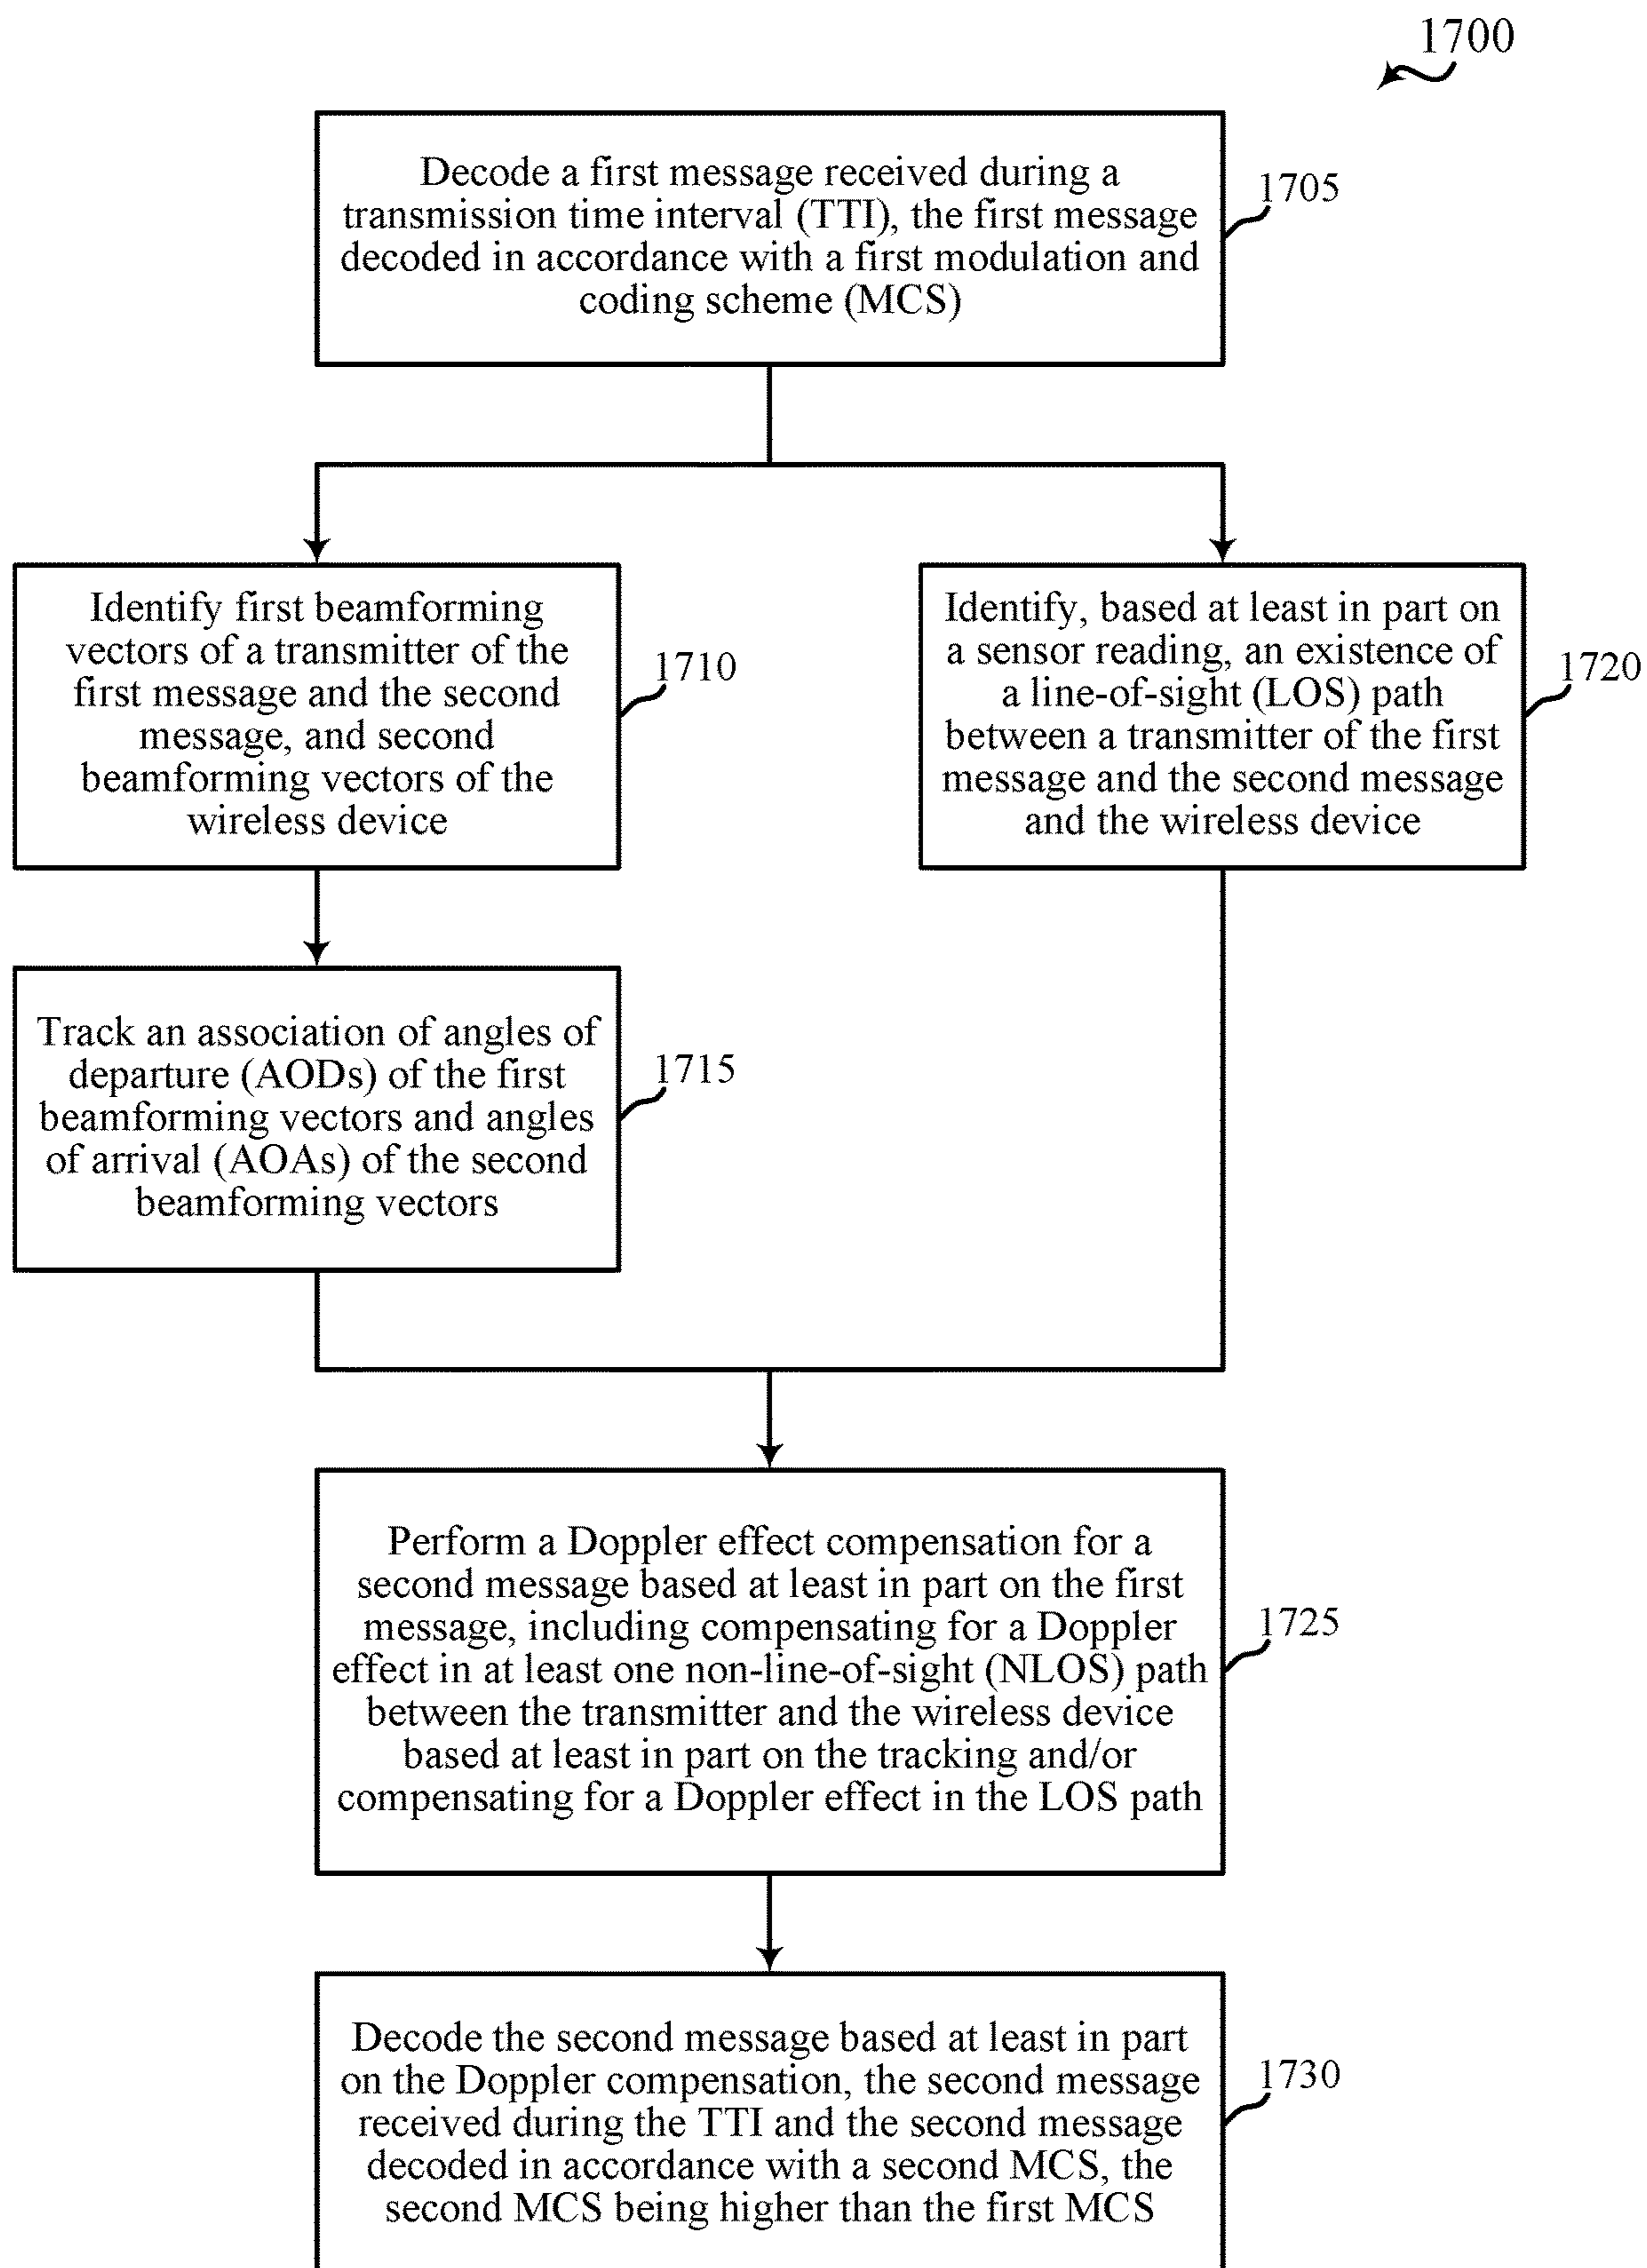 1700
Decode a first message received during a
transmission time interval (TTI), the first message
decoded in accordance with a first modulation and
coding scheme (MCS)
1705
Identify first beamforming
vectors of a transmitter of the
first message and the second
message, and second
beamforming vectors of the
wireless device
1710
Identify, based at least in part on
a sensor reading, an existence of
a line-of-sight (LOS) path
between a transmitter of the first
message and the second message
and the wireless device
1720
Track an association of angles of
departure (AODs) of the first
beamforming vectors and angles
of arrival (AOAs) of the second
beamforming vectors
1715
Perform a Doppler effect compensation for a
second message based at least in part on the first
message, including compensating for a Doppler
effect in at least one non-line-of-sight (NLOS) path
between the transmitter and the wireless device
based at least in part on the tracking and/or
compensating for a Doppler effect in the LOS path
1725
Decode the second message based at least in part
on the Doppler compensation, the second message
received during the TTI and the second message
decoded in accordance with a second MCS, the
second MCS being higher than the first MCS
1730